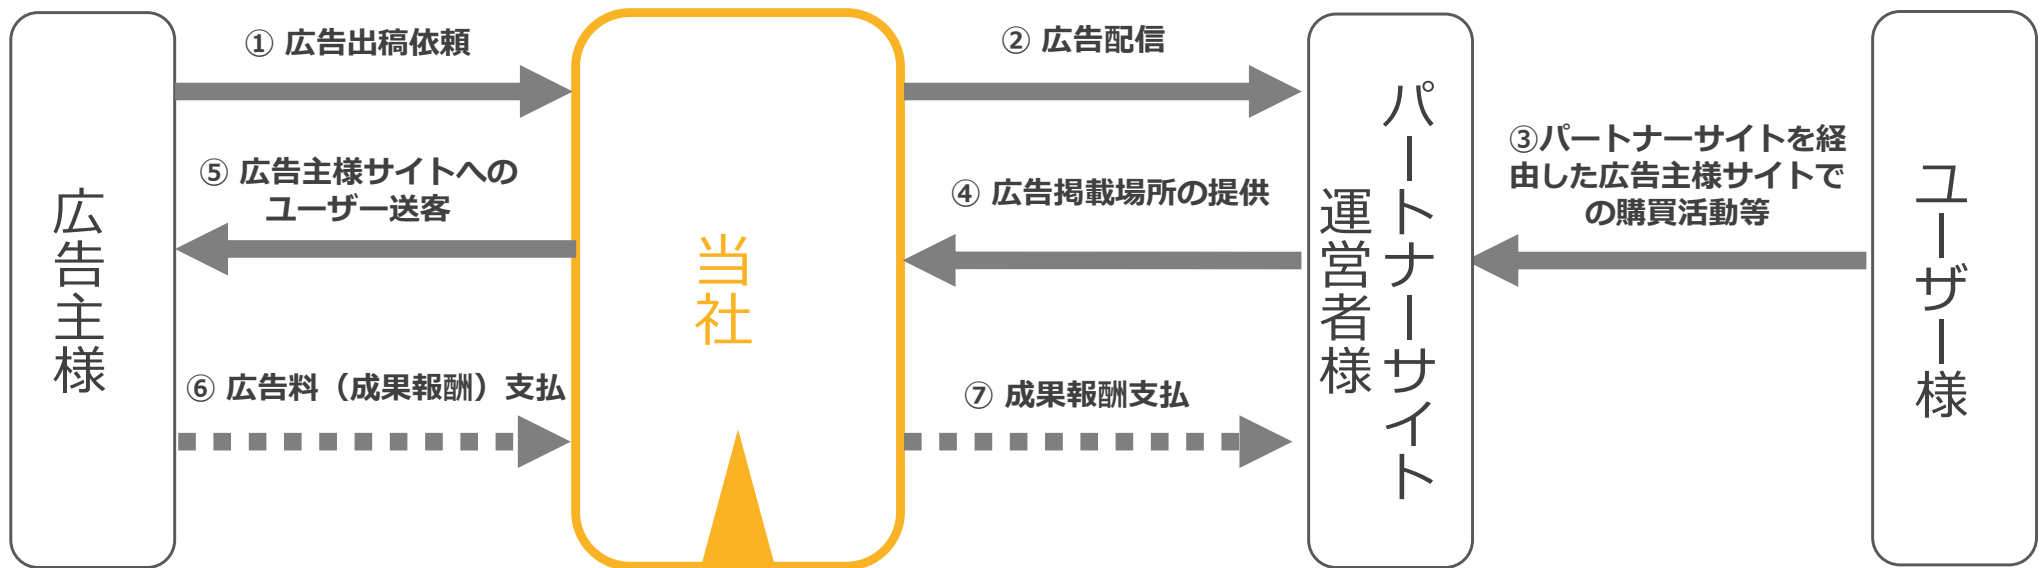 広告主様
① 広告出稿依頼
⑤ 広告主様サイトへの
ユーザー送客
⑥ 広告料（成果報酬）支払
当社
② 広告配信
④ 広告掲載場所の提供
⑦ 成果報酬支払
パートナーサイト
運営者様
③パートナーサイトを経
由した広告主様サイトで
の購買活動等
ユーザー様